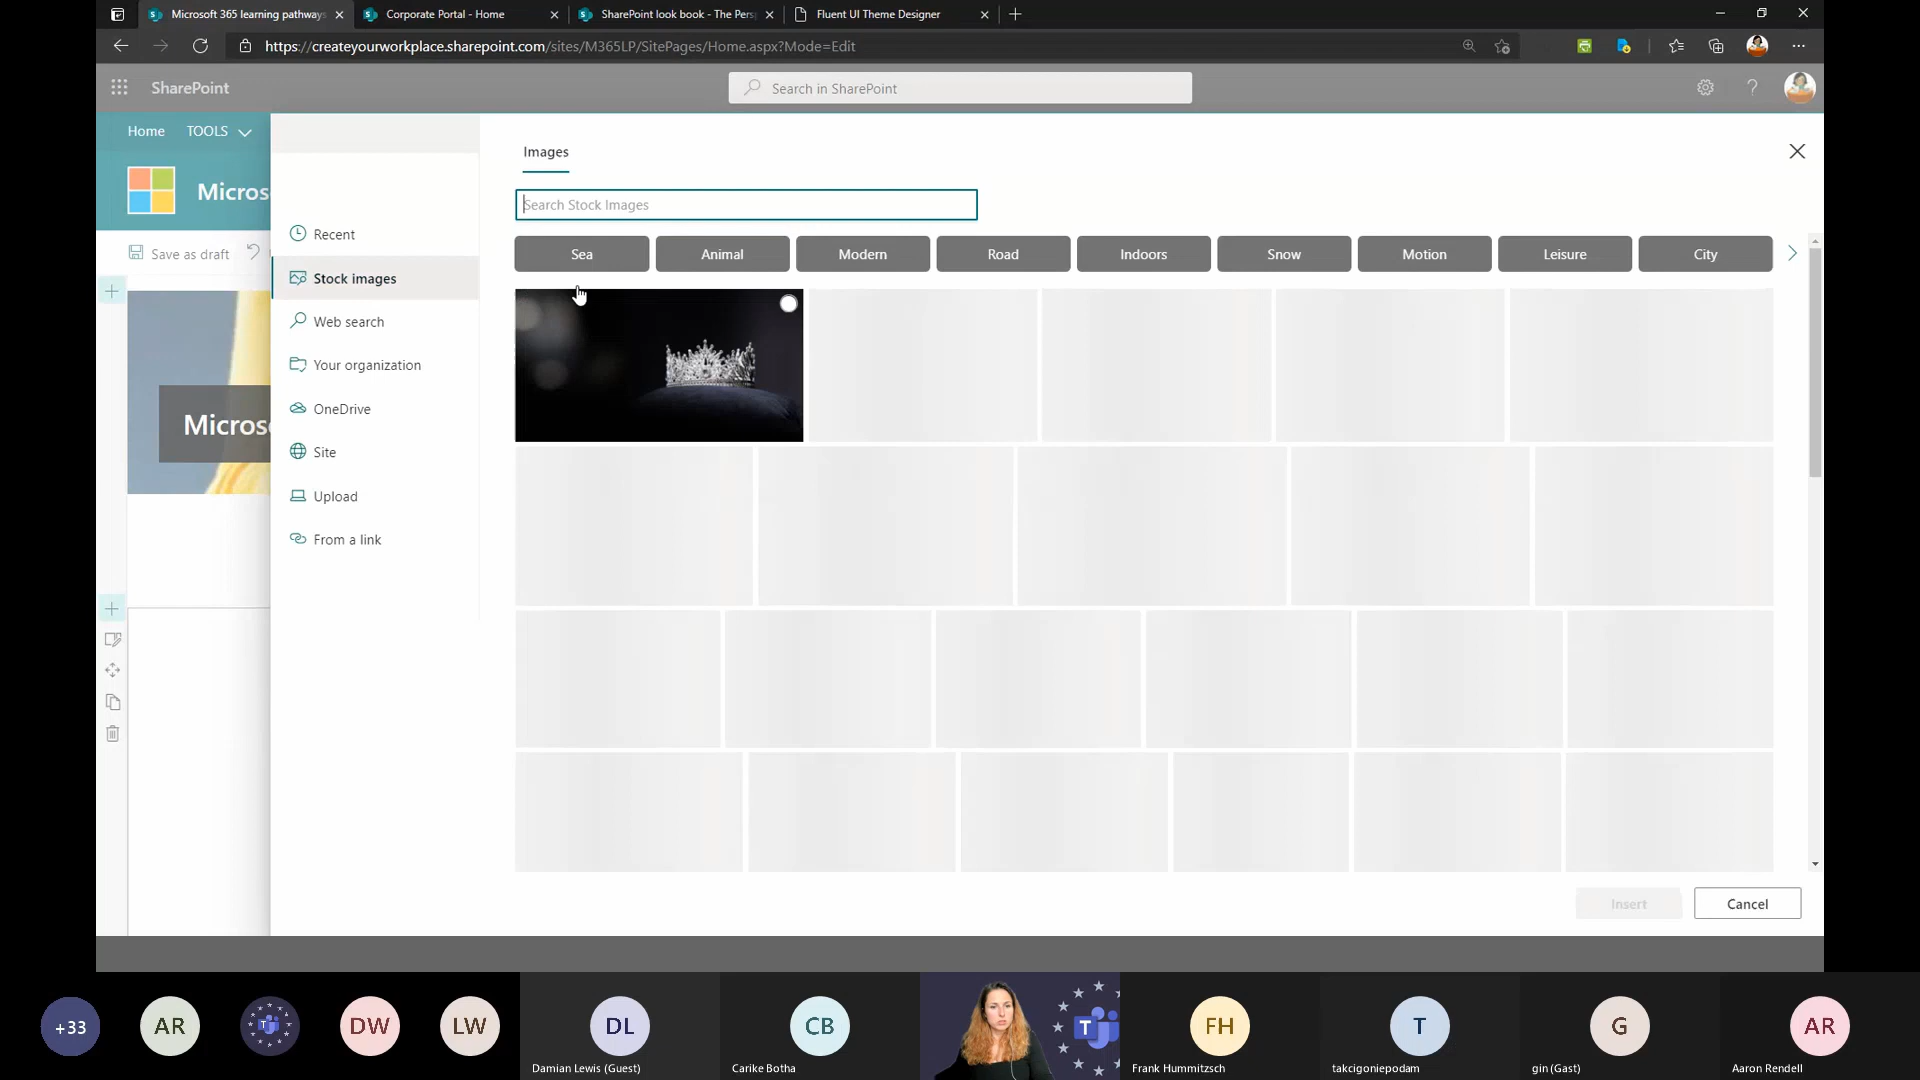 Microsoft 365 learning pathways
Corporate Portal - Home
SharePoint look book - The Pers
Fluent UI Theme Designer
https://createyourworkplace.sharepoint.com/sites/M365LP/SitePages/Home.aspx?Mode=Edit
SharePoint
Search in SharePoint
Home
TOOLS
Micros
Save as draft
Micros
Recent
Stock images
Web search
Your organization
OneDrive
Site
Upload
From a link
Images
Search Stock Images
Sea
Animal
Modern
Road
Indoors
Snow
Motion
Leisure
City
Insert
Cancel
+33
AR
T
DW
LW
DL
CB
T
FH
T
G
AR
Damian Lewis (Guest)
Carike Botha
Frank Hummitzsch
takcigoniepodam
gin (Gast)
Aaron Rendell